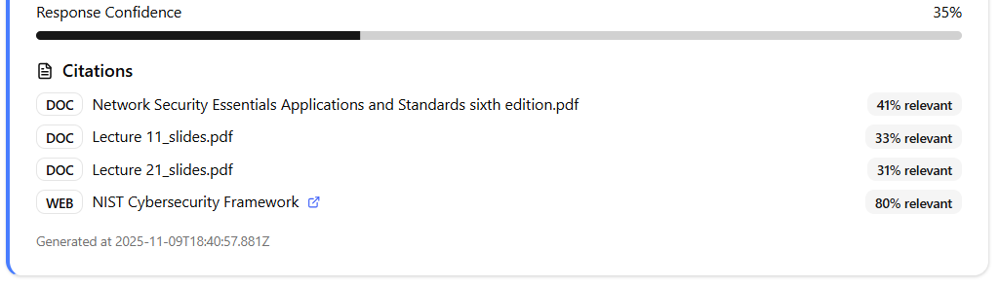 Response Confidence 35%
Citations
DOC Network Security Essentials Applications and Standards sixth edition.pdf 41% relevant
DOC Lecture 11_slides.pdf 33% relevant
DOC Lecture 21_slides.pdf 31% relevant
WEB NIST Cybersecurity Framework 80% relevant
Generated at 2025-11-09T18:40:57.881Z